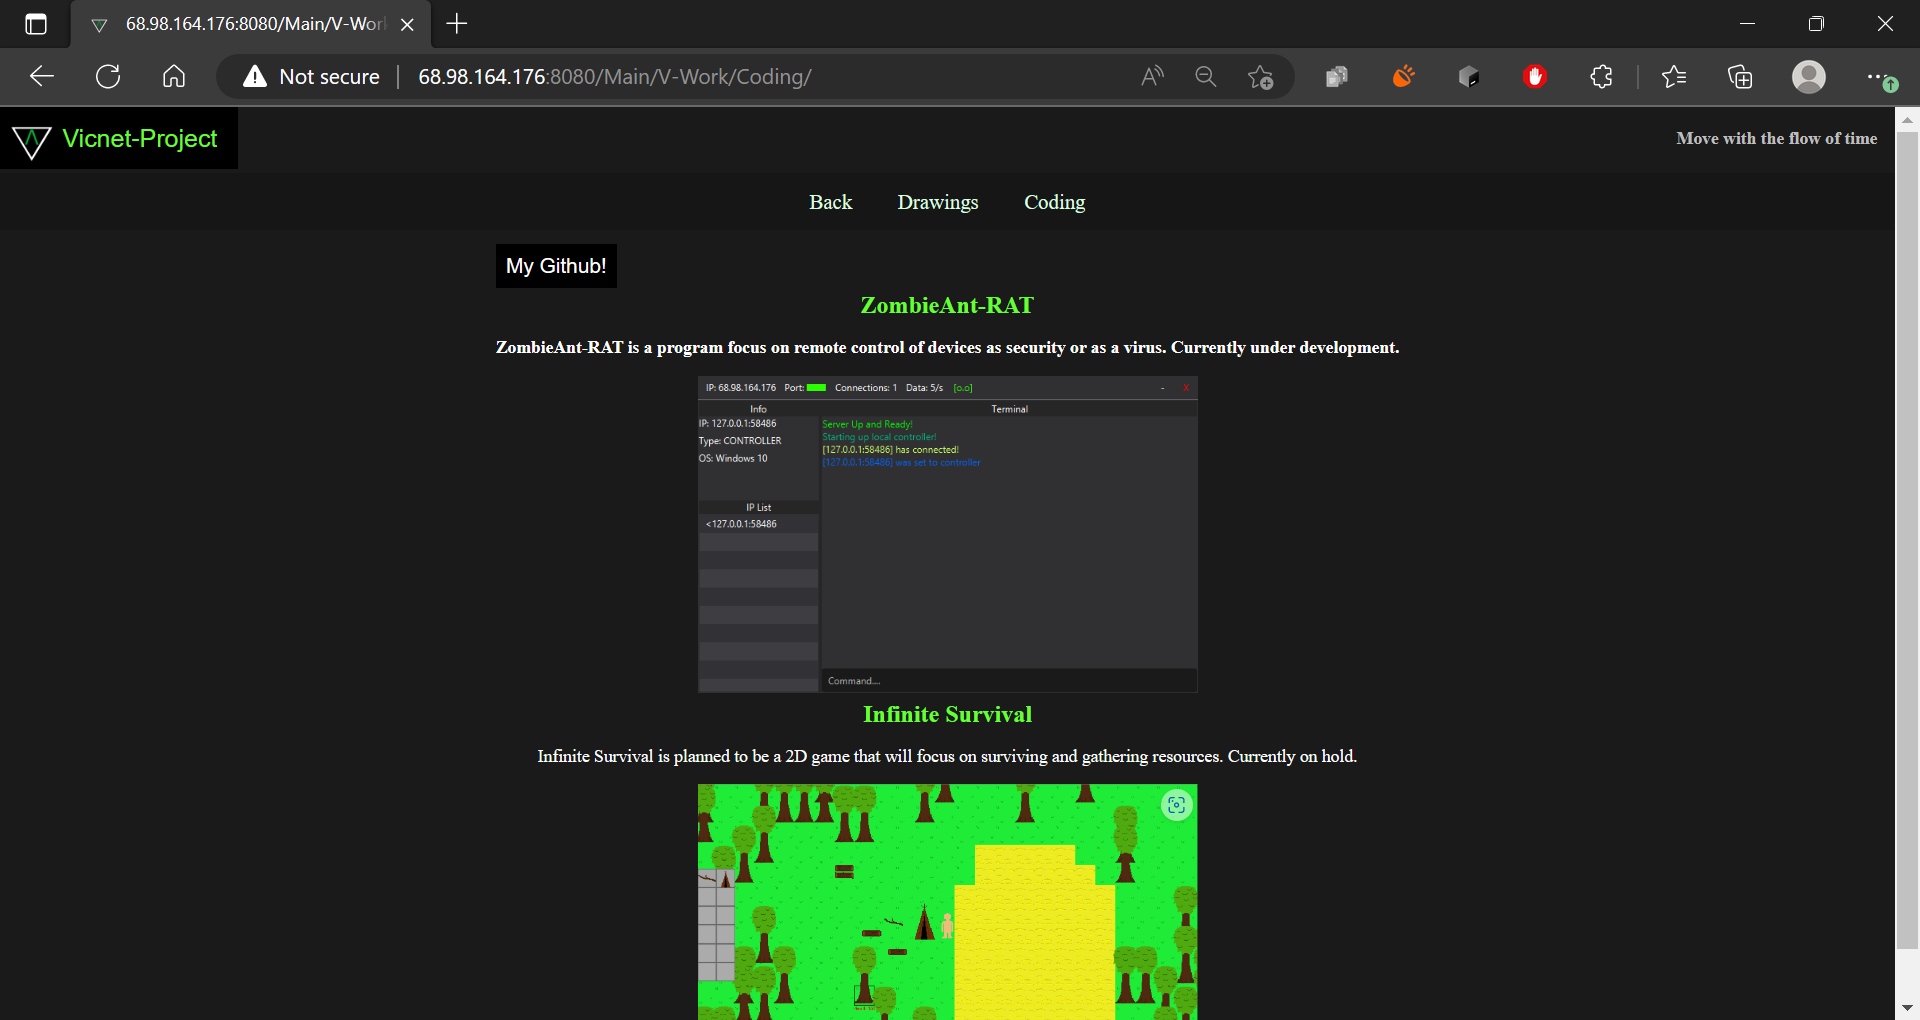 68.98.164.176:8080/Main/V-Wor
Not secure
68.98.164.176:8080/Main/V-Work/Coding/
Vicnet-Project
Move with the flow of time
Back Drawings Coding
My Github!
ZombieAnt-RAT
ZombieAnt-RAT is a program focus on remote control of devices as security or as a virus. Currently under development.
IP: 68.98.164.176 Port: Connections: 1 Data: 5/s [o.o] - X
Info
IP: 127.0.0.1:58486
Type: CONTROLLER
OS: Windows 10
IP List
<127.0.0.1:58486
Terminal
Server Up and Ready!
Starting up local controller!
[127.0.0.1:58486] has connected!
[127.0.0.1:58486] was set to controller
Command....
Infinite Survival
Infinite Survival is planned to be a 2D game that will focus on surviving and gathering resources. Currently on hold.